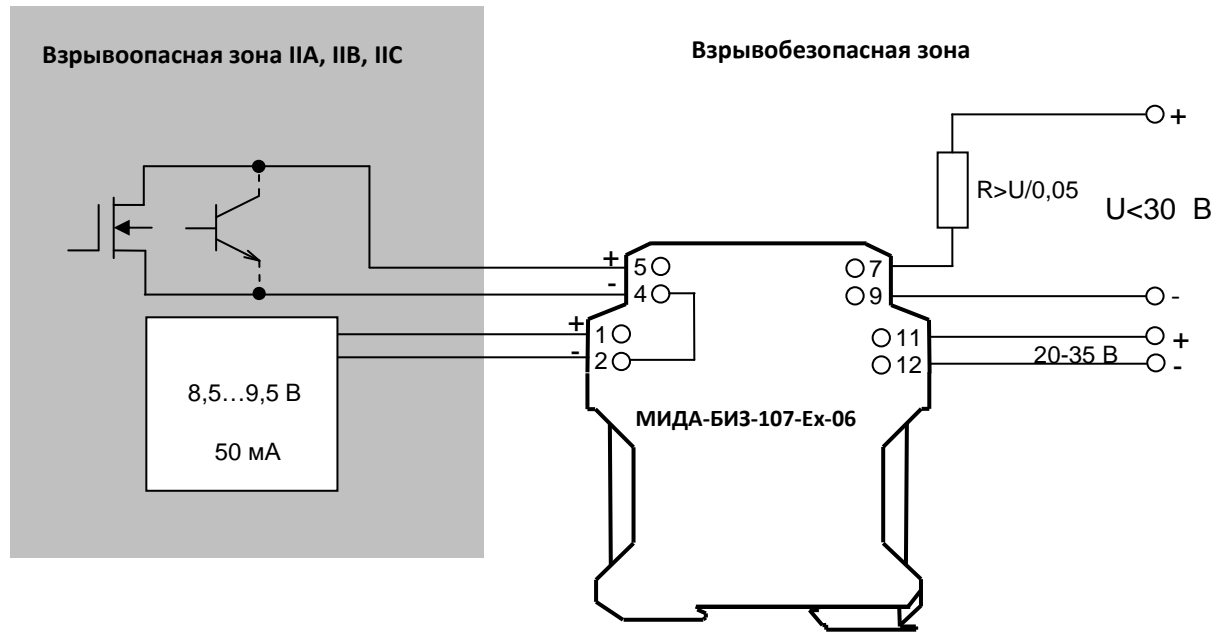 Взрывоопасная зона IIA, IIB, IIC
Взрывобезопасная зона
+
R>U/0,05
U<30 В
+ 5 7
- 4 9 -
+ 1 11 +
- 2 12 20-35 В -
8,5...9,5 В
50 мА
МИДА-БИЗ-107-Ex-06